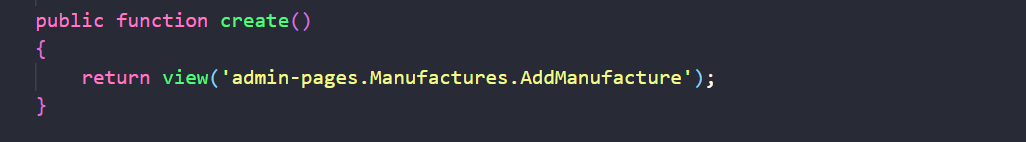 public function create()
{
    return view('admin-pages.Manufactures.AddManufacture');
}